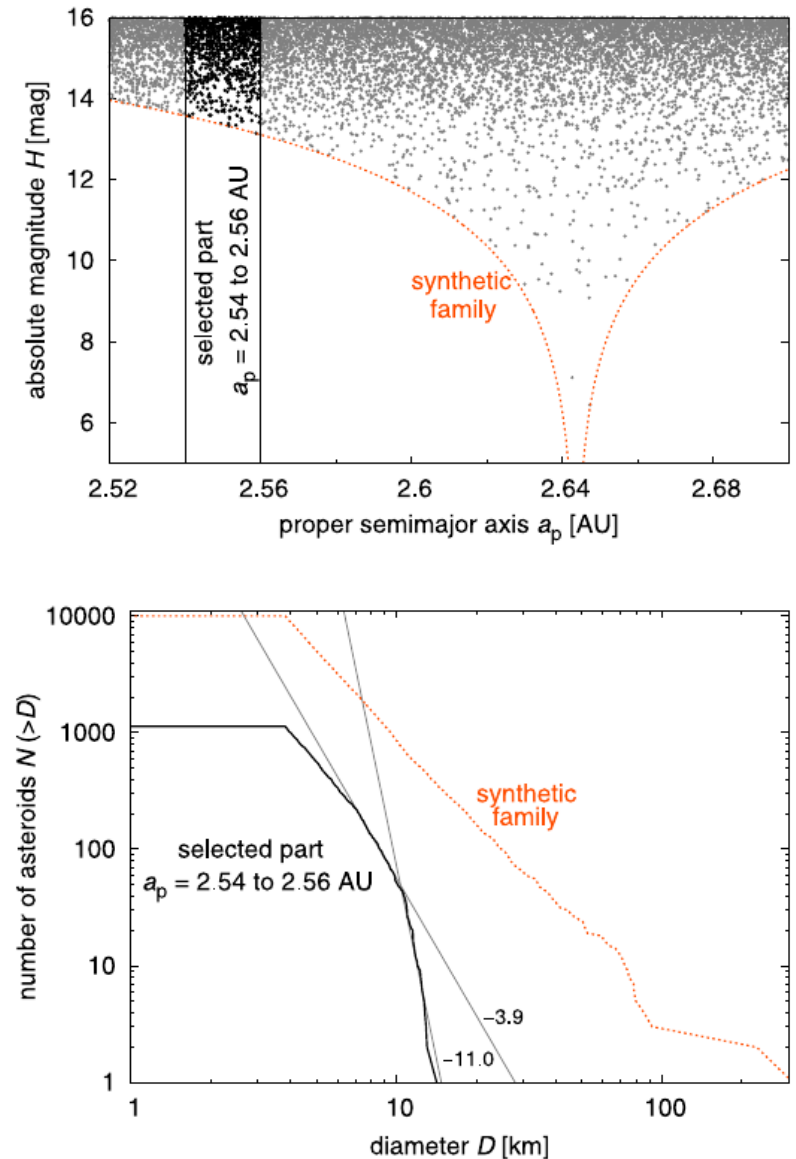 16
14
12
10
8
6
absolute magnitude H [mag]
selected part
a_p = 2.54 to 2.56 AU
synthetic
family
2.52
2.56
2.6
2.64
2.68
proper semimajor axis a_p [AU]
10000
1000
100
10
1
number of asteroids N (>D)
synthetic
family
selected part
a_p = 2.54 to 2.56 AU
−3.9
−11.0
1
10
100
diameter D [km]